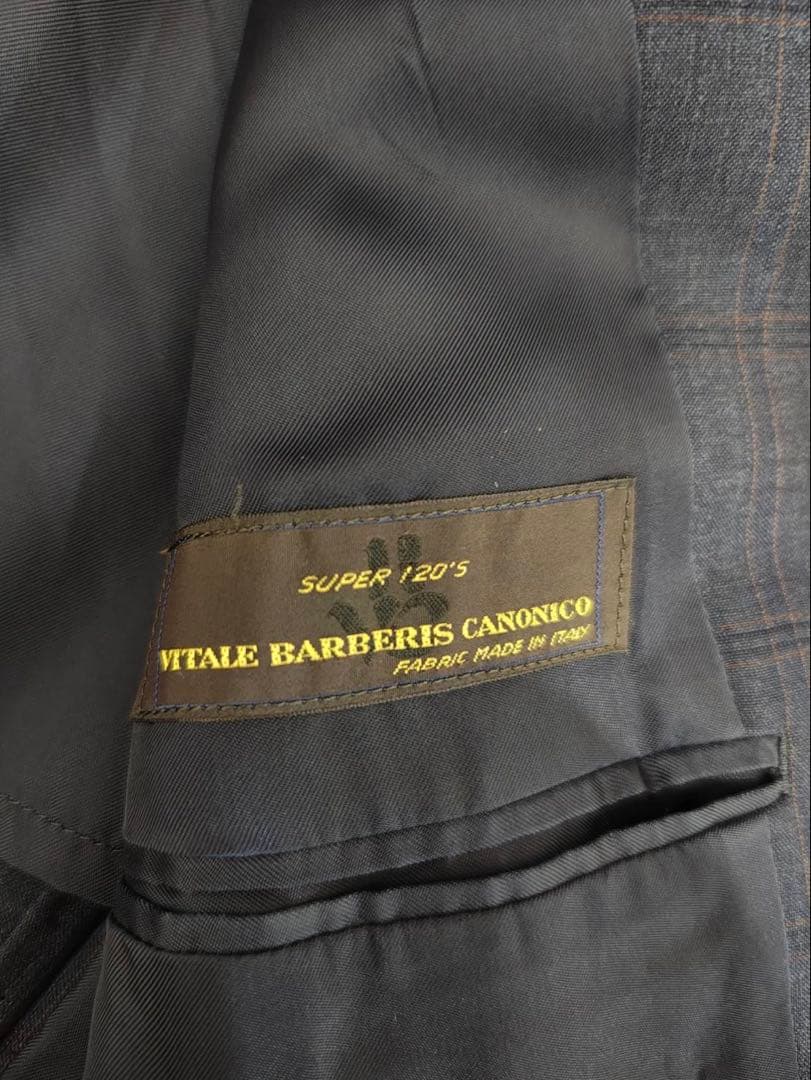 SUPER 120'S
VITALE BARBERIS CANONICO
FABRIC MADE IN ITALY